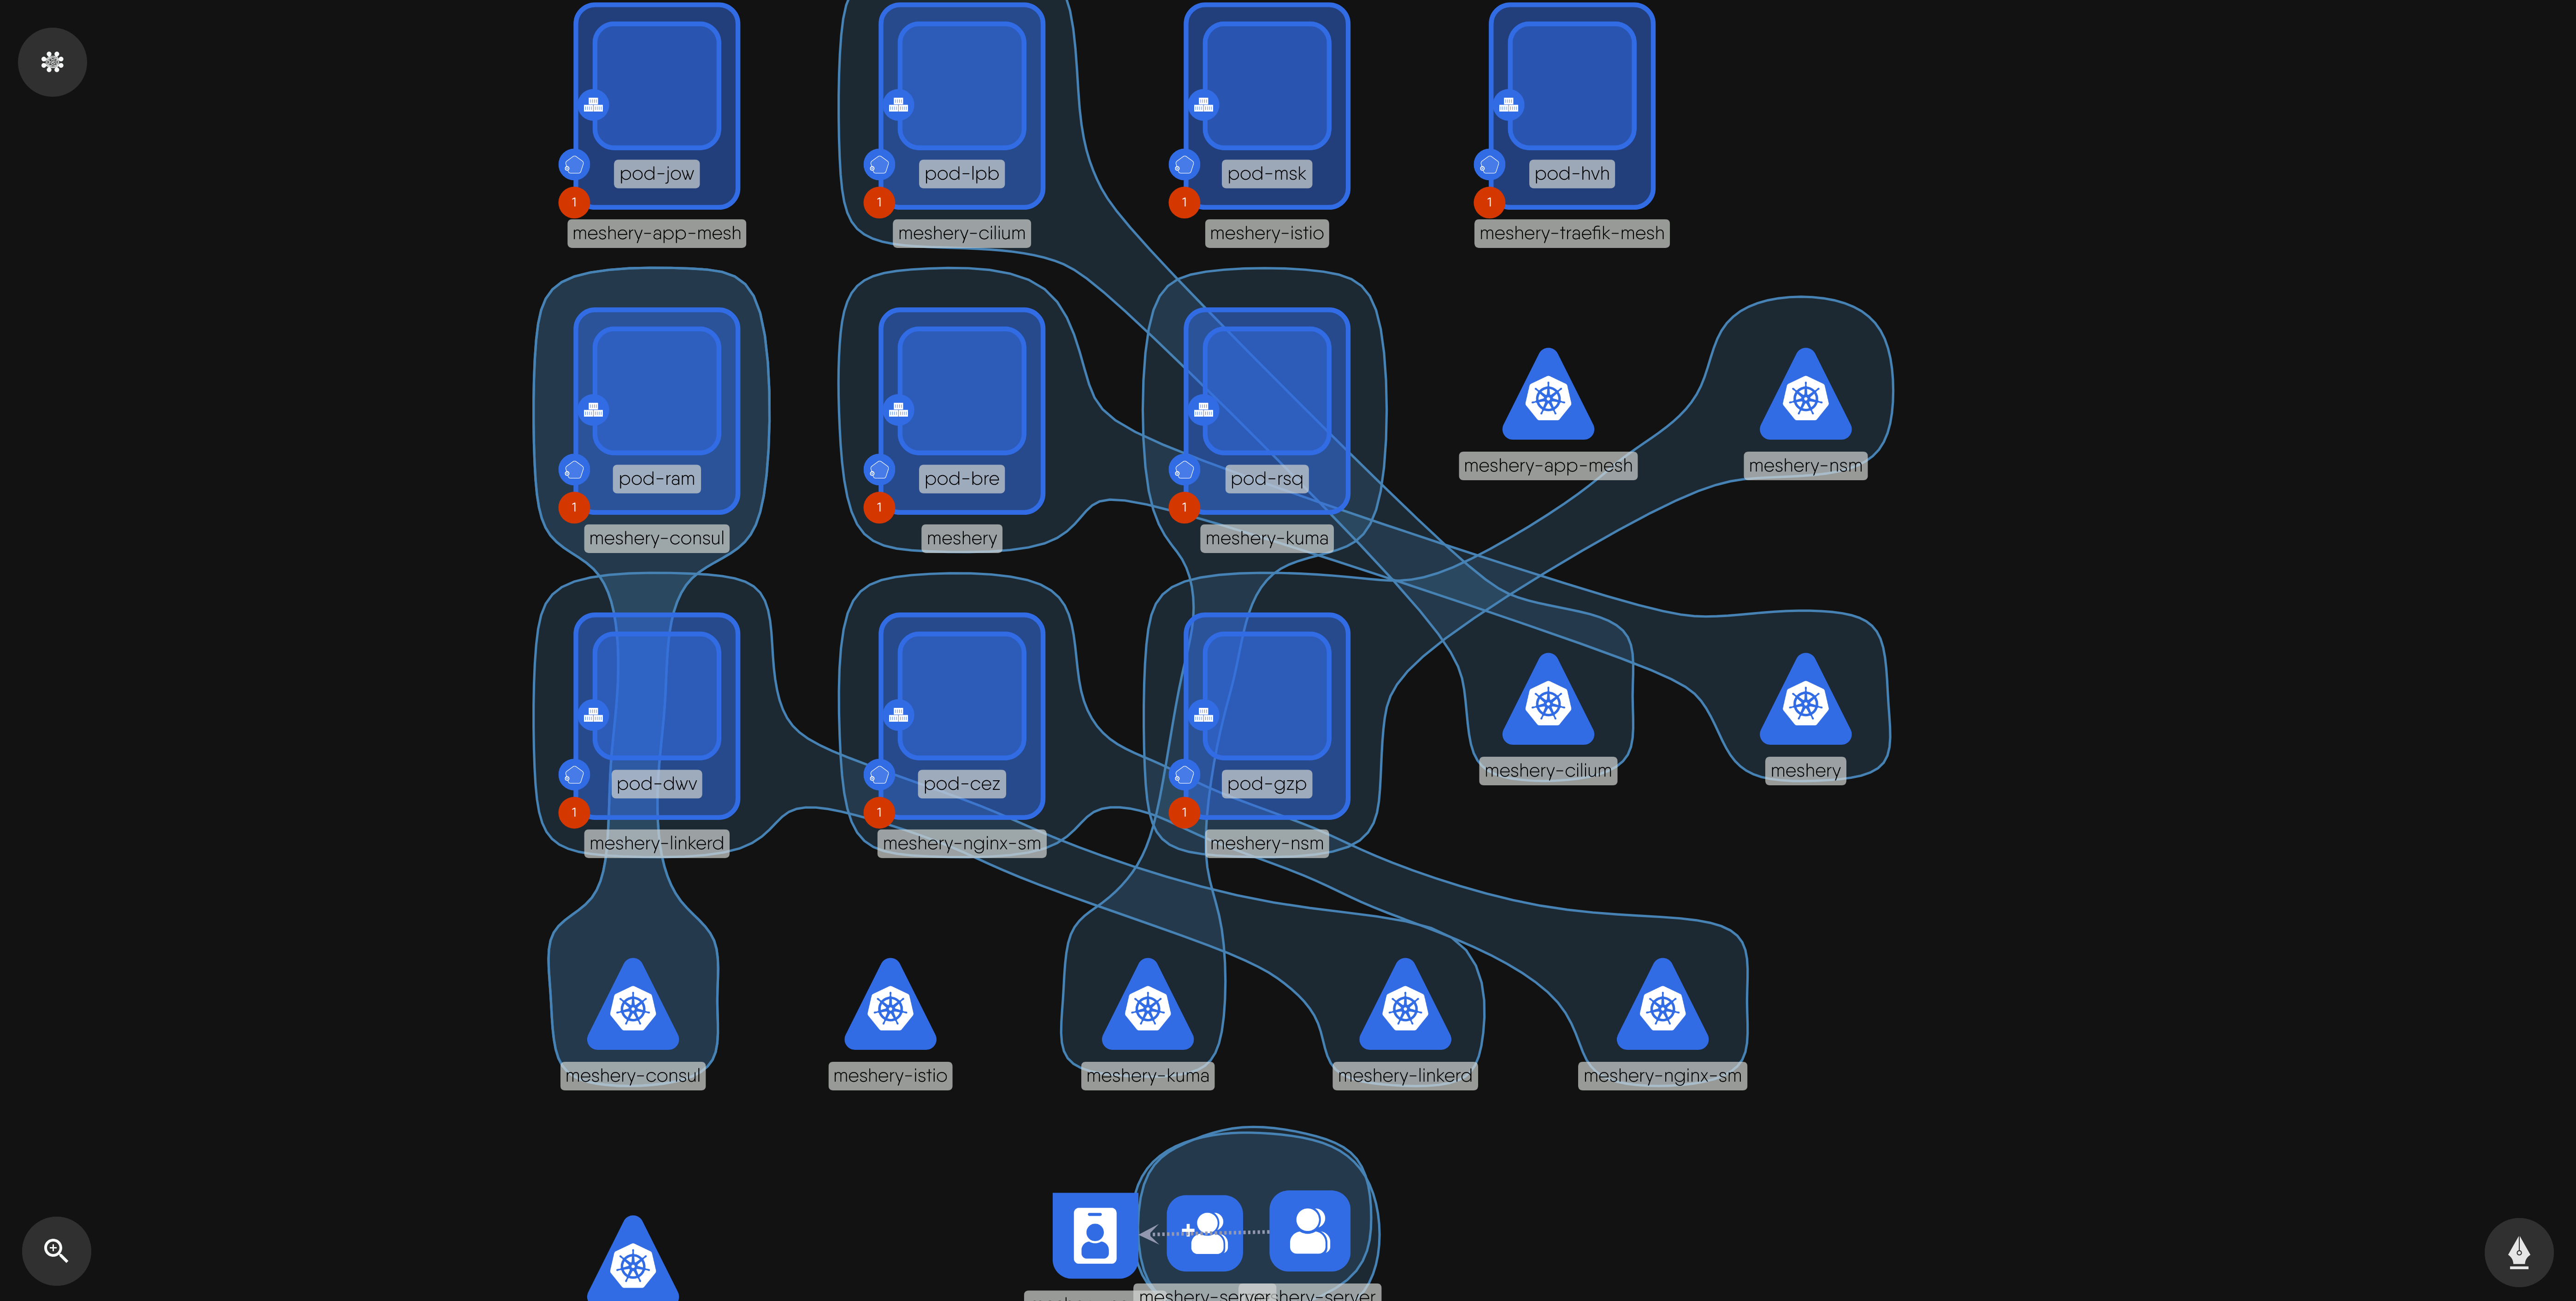 pod-jow
pod-lpb
pod-msk
pod-hvh
1
1
1
1
meshery-app-mesh
meshery-cilium
meshery-istio
meshery-traefik-mesh
pod-ram
pod-bre
pod-rsq
meshery-app-mesh
meshery-nsm
1
1
1
meshery-consul
meshery
meshery-kuma
pod-dwv
pod-cez
pod-gzp
meshery-cilium
meshery
1
1
1
meshery-linkerd
meshery-nginx-sm
meshery-nsm
meshery-consul
meshery-istio
meshery-kuma
meshery-linkerd
meshery-nginx-sm
meshery-server
hery-server